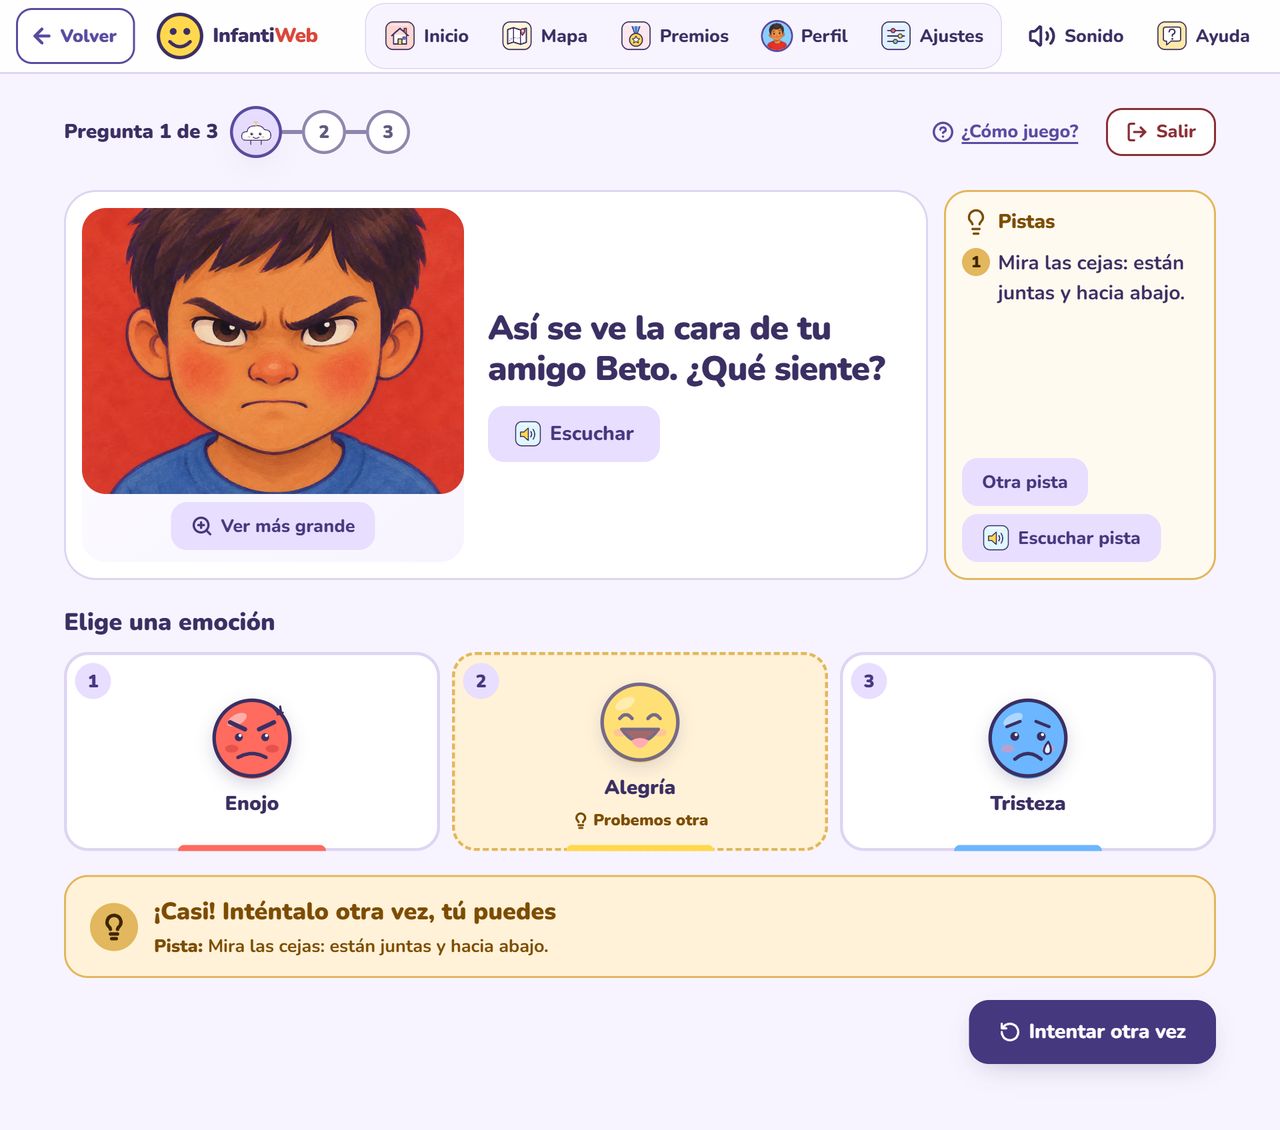 Volver
InfantiWeb
Inicio
Mapa
Premios
Perfil
Ajustes
Sonido
Ayuda
Pregunta 1 de 3
2
3
¿Cómo juego?
Salir
Así se ve la cara de tu
amigo Beto. ¿Qué siente?
Escuchar
Ver más grande
Pistas
1 Mira las cejas: están
juntas y hacia abajo.
Otra pista
Escuchar pista
Elige una emoción
1
Enojo
2
Alegría
Probemos otra
3
Tristeza
¡Casi! Inténtalo otra vez, tú puedes
Pista: Mira las cejas: están juntas y hacia abajo.
Intentar otra vez